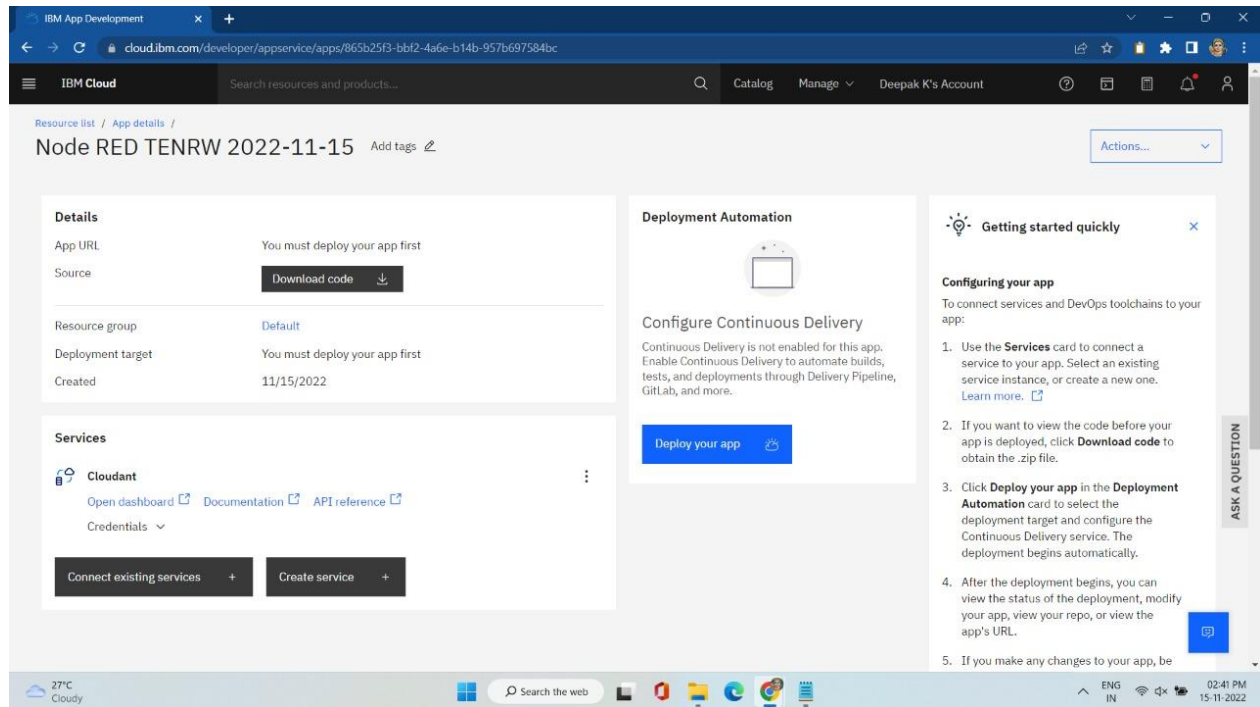 IBM App Development
cloud.ibm.com/developer/appservice/apps/865b25f3-bbf2-4a6e-b14b-957b697584bc
IBM Cloud
Search resources and products...
Catalog
Manage
Deepak K's Account
Resource list / App details /
Node RED TENRW 2022-11-15
Add tags
Actions...
Details
App URL You must deploy your app first
Source Download code
Resource group Default
Deployment target You must deploy your app first
Created 11/15/2022
Services
Cloudant
Open dashboard Documentation API reference
Credentials
Connect existing services +
Create service +
Deployment Automation
Configure Continuous Delivery
Continuous Delivery is not enabled for this app.
Enable Continuous Delivery to automate builds,
tests, and deployments through Delivery Pipeline,
GitLab, and more.
Deploy your app
Getting started quickly
Configuring your app
To connect services and DevOps toolchains to your
app:
1. Use the Services card to connect a
service to your app. Select an existing
service instance, or create a new one.
Learn more.
2. If you want to view the code before your
app is deployed, click Download code to
obtain the .zip file.
3. Click Deploy your app in the Deployment
Automation card to select the
deployment target and configure the
Continuous Delivery service. The
deployment begins automatically.
4. After the deployment begins, you can
view the status of the deployment, modify
your app, view your repo, or view the
app's URL.
5. If you make any changes to your app, be
ASK A QUESTION
27°C
Cloudy
Search the web
ENG
IN
02:41 PM
15-11-2022